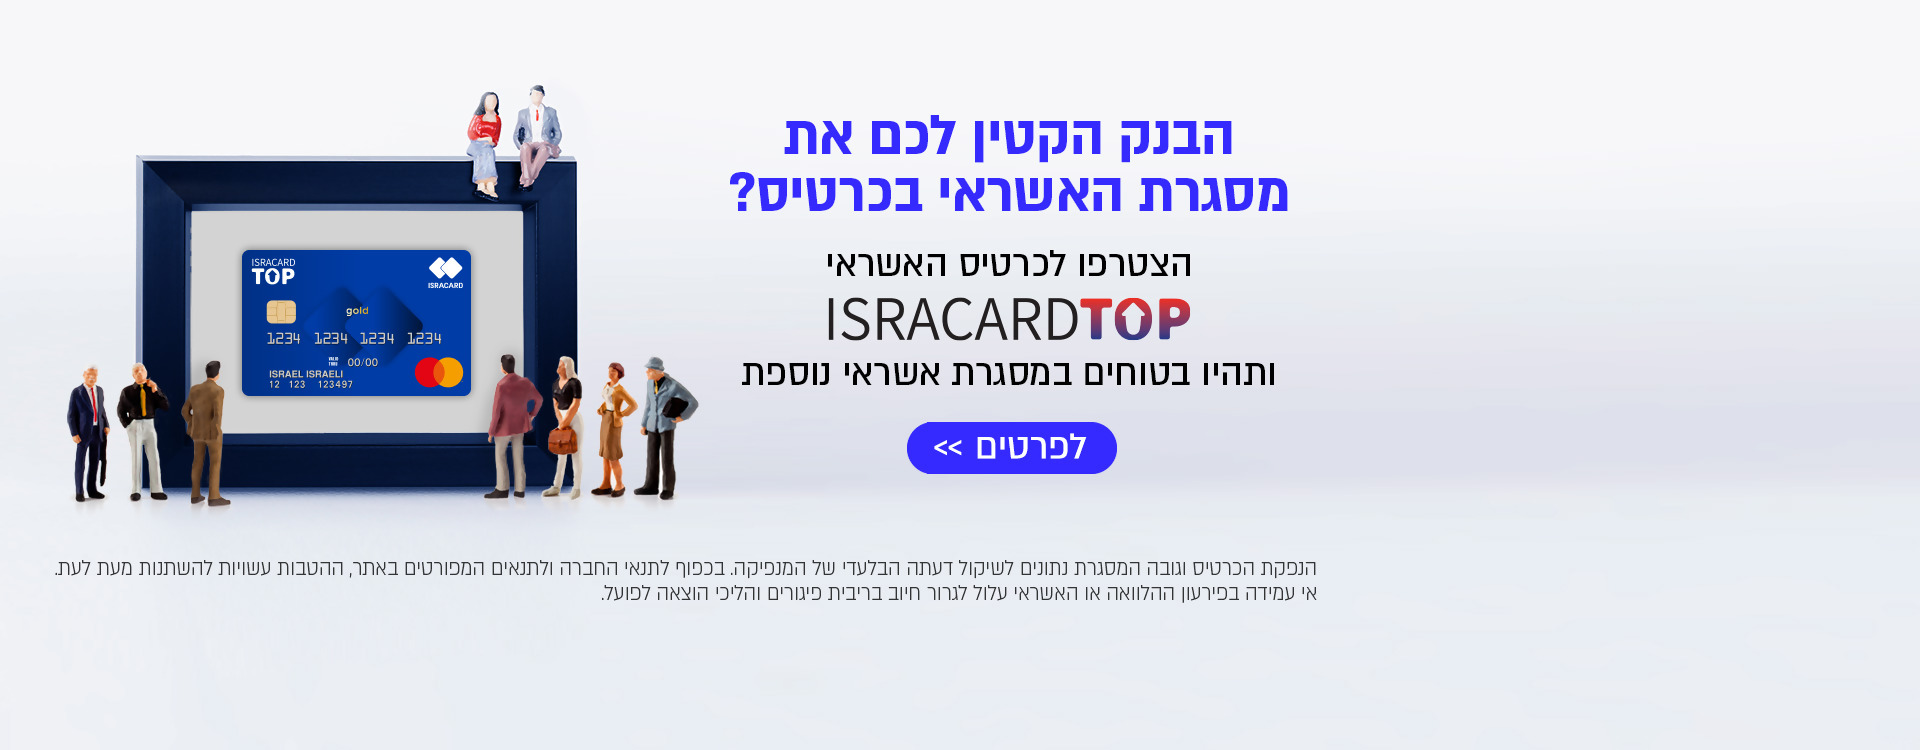 הבנק הקטין לכם את
מסגרת האשראי בכרטיס?
הצטרפו לכרטיס האשראי
ISRACARDTOP
ותהיו בטוחים במסגרת אשראי נוספת
לפרטים >>
ISRACARD
TOP
ISRACARD
gold
1234 1234 1234 1234
VALID THRU 00/00
ISRAEL ISRAELI
12 123 123497
הנפקת הכרטיס וגובה המסגרת נתונים לשיקול דעתה הבלעדי של המנפיקה. בכפוף לתנאי החברה ולתנאים המפורטים באתר, ההטבות עשויות להשתנות מעת לעת.
אי עמידה בפירעון ההלוואה או האשראי עלול לגרור חיוב בריבית פיגורים והליכי הוצאה לפועל.